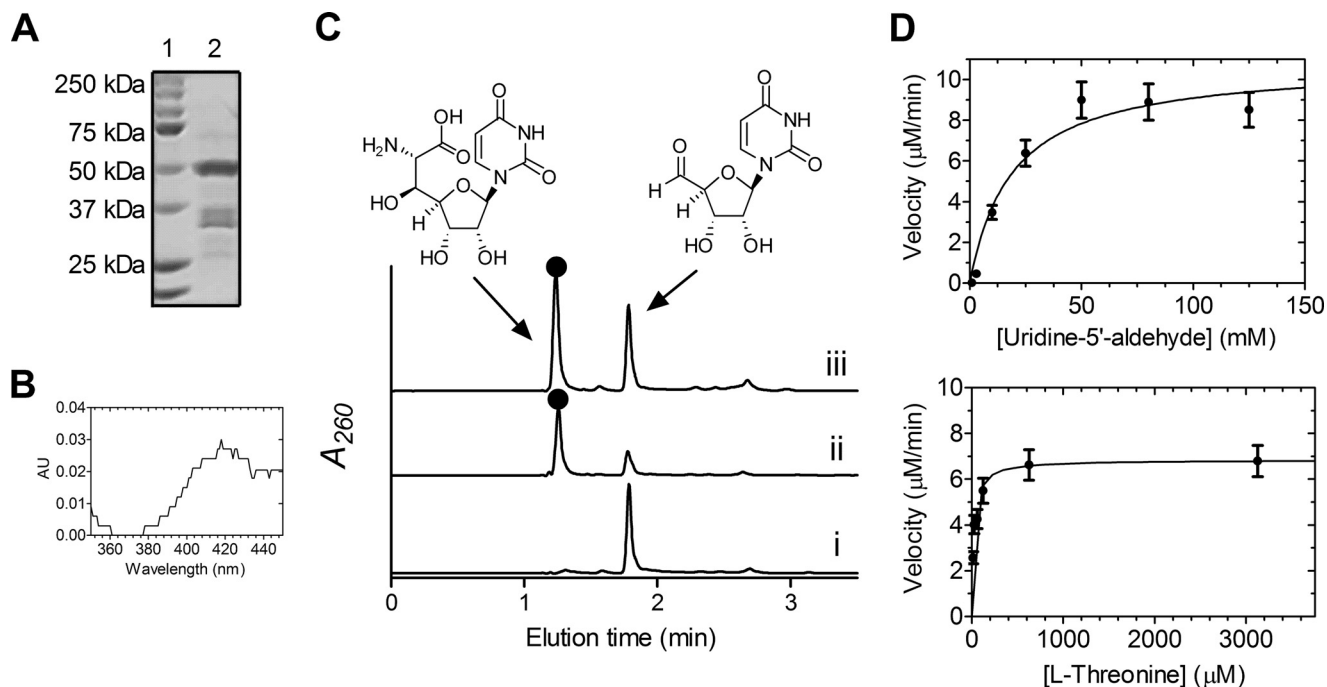 A
1 2
250 kDa
75 kDa
50 kDa
37 kDa
25 kDa
B
0.04
0.03
0.02
0.01
0.00
AU
360 380 400 420 440
Wavelength (nm)
C
OH
H₂N
O
HO
H
O
O
NH
N
O
HO OH
O
NH
N
O
O
O
H
H
HO OH
iii
ii
i
A260
0 1 2 3
Elution time (min)
D
10
8
6
4
2
0
Velocity (µM/min)
0 50 100 150
[Uridine-5'-aldehyde] (mM)
10
8
6
4
2
0
Velocity (µM/min)
0 1000 2000 3000
[L-Threonine] (µM)